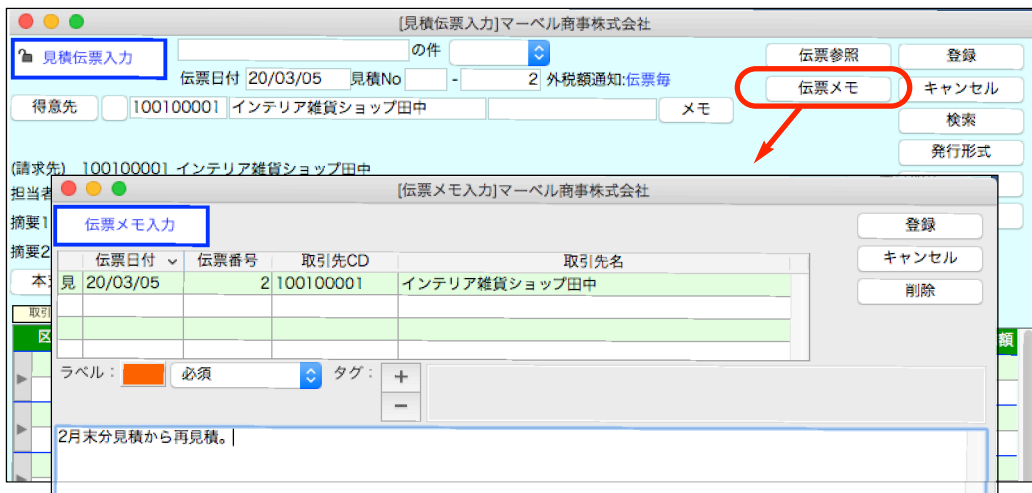 [見積伝票入力]マーベル商事株式会社
見積伝票入力
の件
伝票参照
登録
伝票日付 20/03/05 見積No - 2 外税額通知:伝票毎
伝票メモ
キャンセル
得意先 100100001 インテリア雑貨ショップ田中 メモ
検索
発行形式
(請求先) 100100001 インテリア雑貨ショップ田中
担当者
摘要1
摘要2
本
取引
区
額
[伝票メモ入力]マーベル商事株式会社
伝票メモ入力
登録
キャンセル
削除
伝票日付 伝票番号 取引先CD 取引先名
見 20/03/05 2 100100001 インテリア雑貨ショップ田中
ラベル： 必須 タグ： +
−
2月末分見積から再見積。